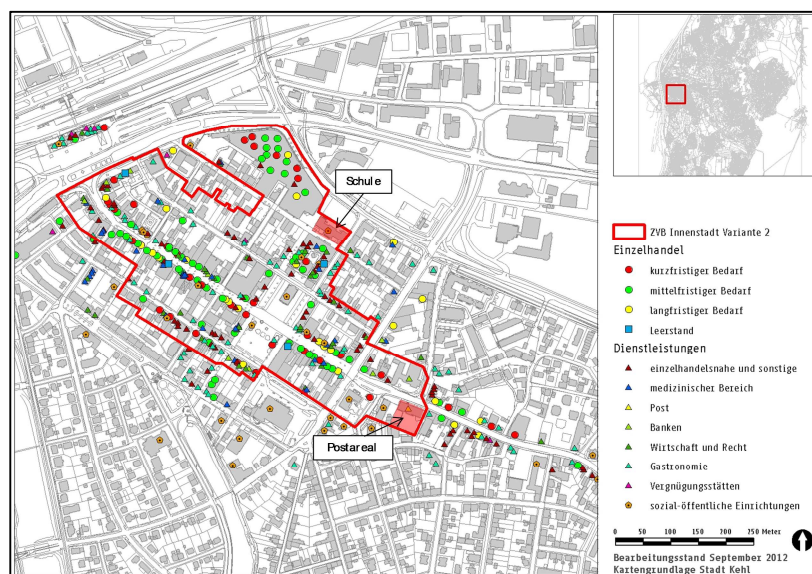 Schule
Postareal
ZVB Innenstadt Variante 2
Einzelhandel
kurzfristiger Bedarf
mittelfristiger Bedarf
langfristiger Bedarf
leerstand
Dienstleistungen
einzelhandelsnahe und sonstige
medizinischer Bereich
Post
Banken
Wirtschaft und Recht
Gastronomie
Vergnügungsstätten
sozial-öffentliche Einrichtungen
0 50 100 150 200 250 Meter
Bearbeitungsstand September 2012
Kartengrundlage Stadt Kehl